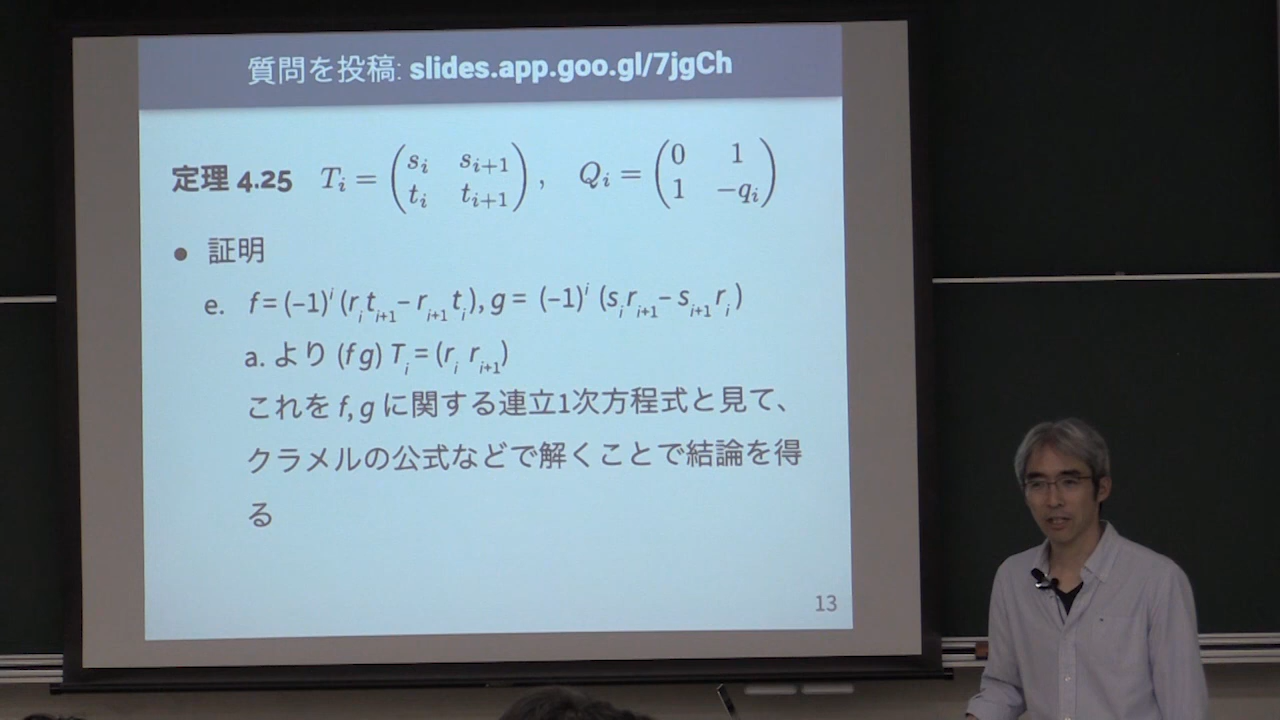 質問を投稿: slides.app.goo.gl/7jgCh
定理 4.25 T_i = \begin{pmatrix} s_i & s_{i+1} \\ t_i & t_{i+1} \end{pmatrix}, Q_i = \begin{pmatrix} 0 & 1 \\ 1 & -q_i \end{pmatrix}
● 証明
e. f = (–1)^i (r_i t_{i+1} – r_{i+1} t_i), g = (–1)^i (s_i r_{i+1} – s_{i+1} r_i)
a. より (f g) T_i = (r_i r_{i+1})
これを f, g に関する連立1次方程式と見て、
クラメルの公式などで解くことで結論を得
る
13